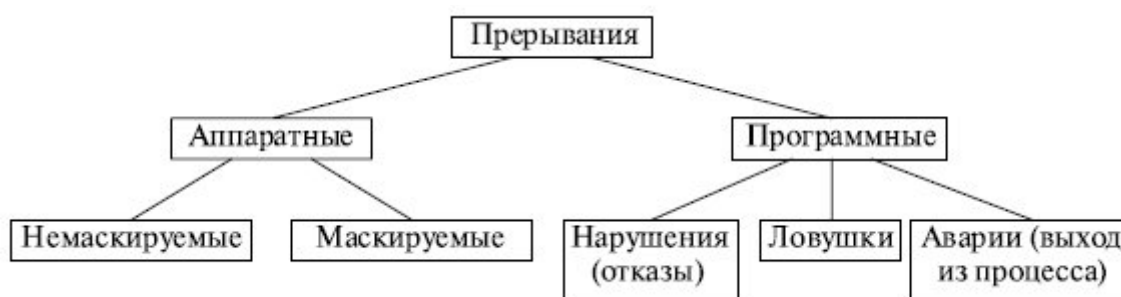 Прерывания
Аппаратные
Программные
Немаскируемые
Маскируемые
Нарушения
(отказы)
Ловушки
Аварии (выход
из процесса)